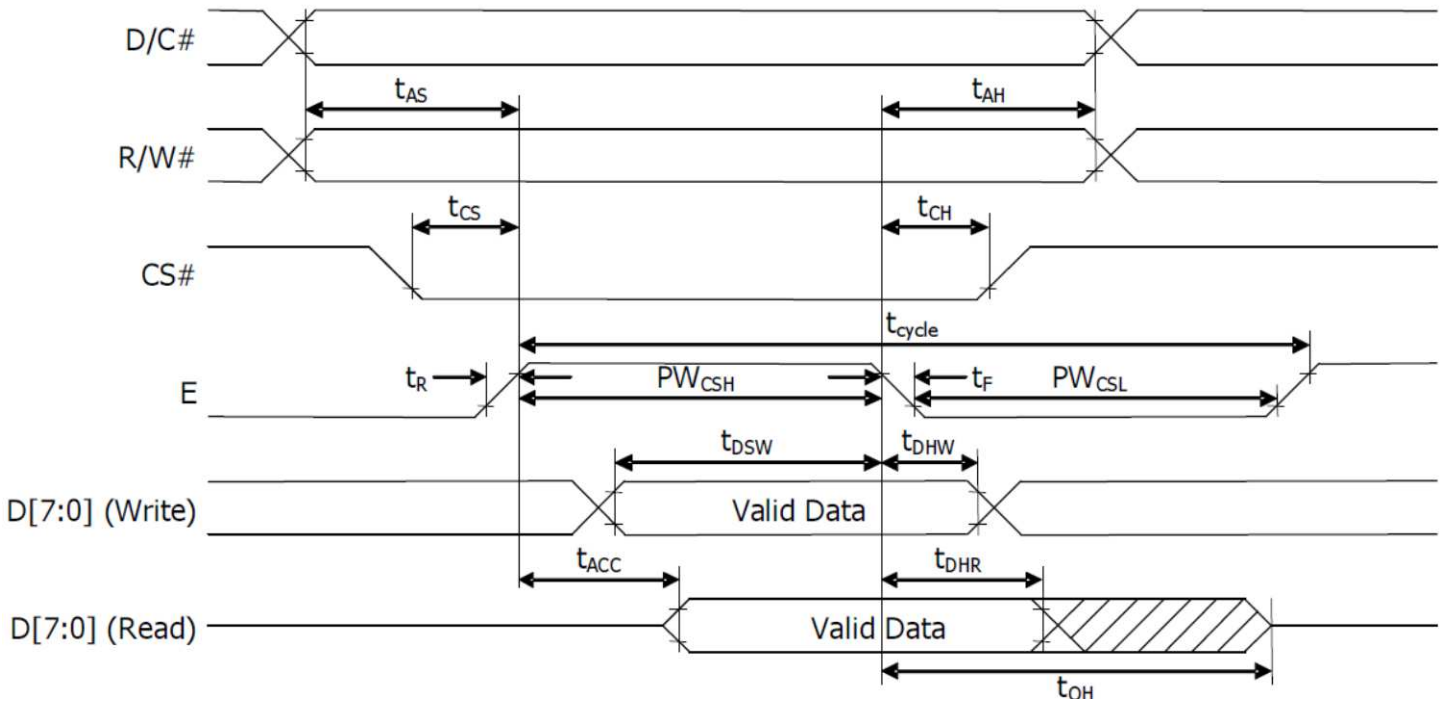 D/C#
tAS
tAH
R/W#
tCS
tCH
CS#
tcycle
tR
PWCSH
tF
PWCSL
E
tDSW
tDHW
D[7:0] (Write)
Valid Data
tACC
tDHR
D[7:0] (Read)
Valid Data
tOH